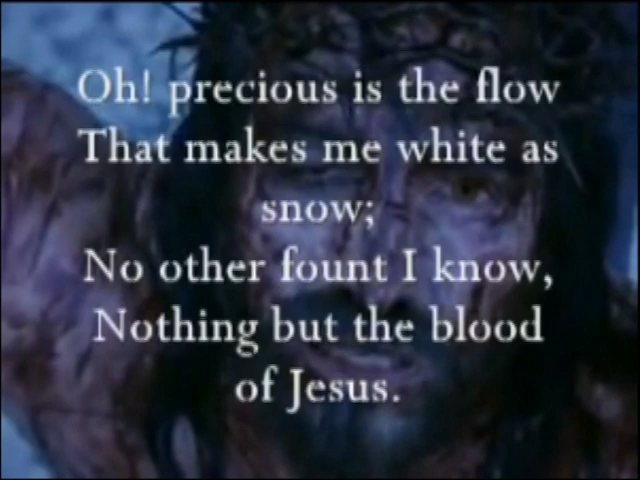 Oh! precious is the flow
That makes me white as
snow;
No other fount I know,
Nothing but the blood
of Jesus.